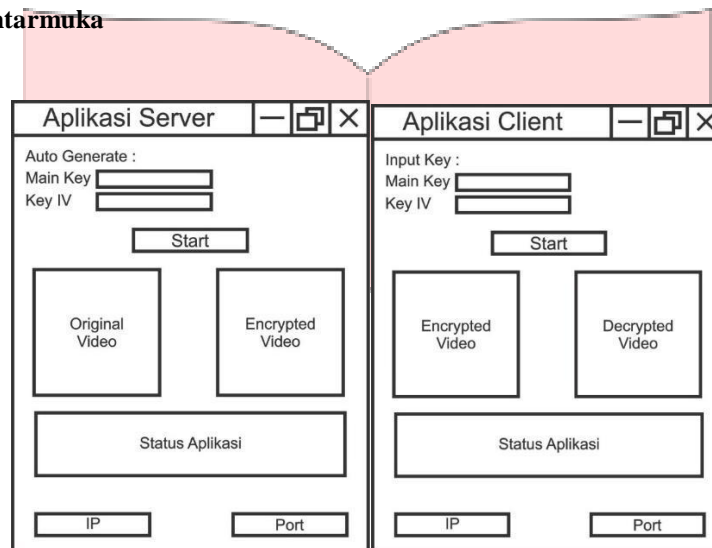 ntarmuka
Aplikasi Server
Auto Generate :
Main Key
Key IV
Start
Original
Video
Encrypted
Video
Status Aplikasi
IP
Port
Aplikasi Client
Input Key :
Main Key
Key IV
Start
Encrypted
Video
Decrypted
Video
Status Aplikasi
IP
Port